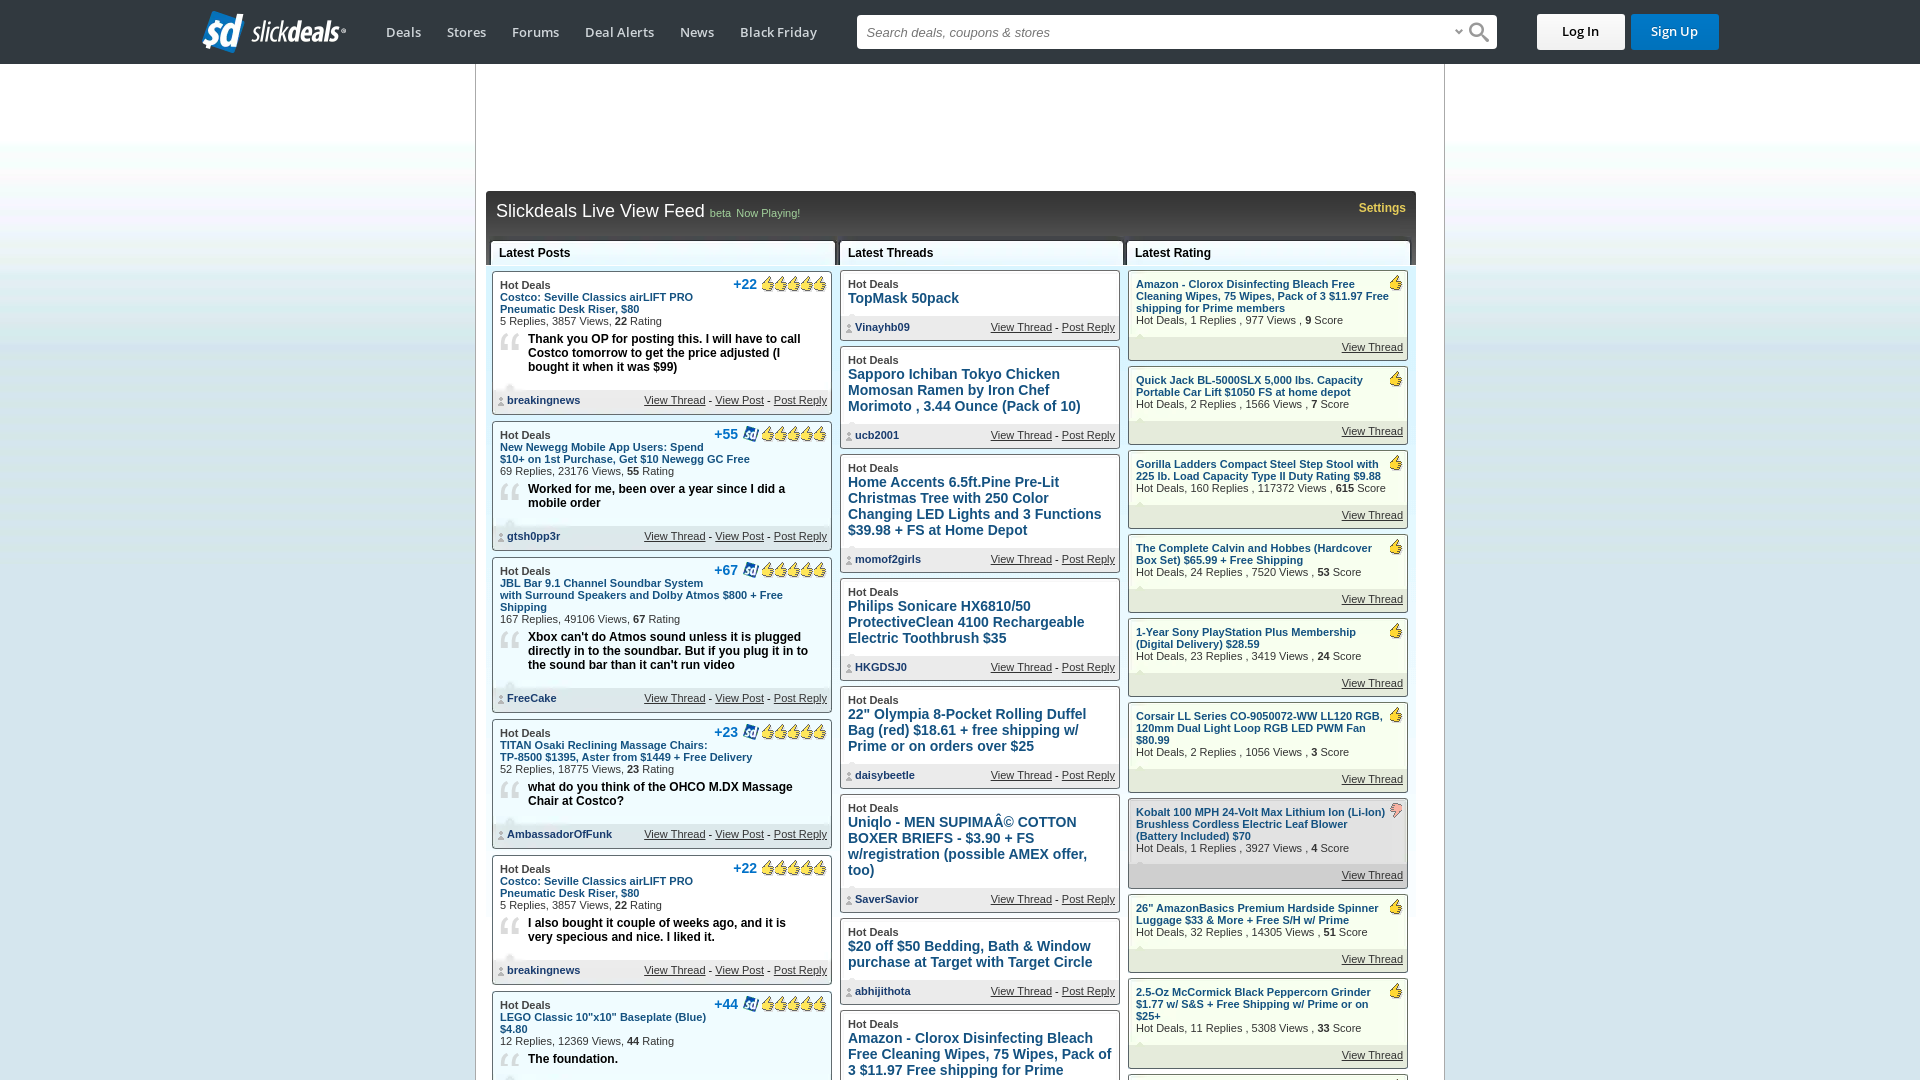 sd slickdeals®
Deals
Stores
Forums
Deal Alerts
News
Black Friday
Search deals, coupons & stores
Log In
Sign Up
Slickdeals Live View Feed beta Now Playing!
Settings
Latest Posts
Hot Deals
+22
Costco: Seville Classics airLIFT PRO
Pneumatic Desk Riser, $80
5 Replies, 3857 Views, 22 Rating
Thank you OP for posting this. I will have to call
Costco tomorrow to get the price adjusted (I
bought it when it was $99)
breakingnews
View Thread - View Post - Post Reply
Hot Deals
+55
New Newegg Mobile App Users: Spend
$10+ on 1st Purchase, Get $10 Newegg GC Free
69 Replies, 23176 Views, 55 Rating
Worked for me, been over a year since I did a
mobile order
gtsh0pp3r
View Thread - View Post - Post Reply
Hot Deals
+67
JBL Bar 9.1 Channel Soundbar System
with Surround Speakers and Dolby Atmos $800 + Free
Shipping
167 Replies, 49106 Views, 67 Rating
Xbox can't do Atmos sound unless it is plugged
directly in to the soundbar. But if you plug it in to
the sound bar than it can't run video
FreeCake
View Thread - View Post - Post Reply
Hot Deals
+23
TITAN Osaki Reclining Massage Chairs:
TP-8500 $1395, Aster from $1449 + Free Delivery
52 Replies, 18775 Views, 23 Rating
what do you think of the OHCO M.DX Massage
Chair at Costco?
AmbassadorOfFunk
View Thread - View Post - Post Reply
Hot Deals
+22
Costco: Seville Classics airLIFT PRO
Pneumatic Desk Riser, $80
5 Replies, 3857 Views, 22 Rating
I also bought it couple of weeks ago, and it is
very specious and nice. I liked it.
breakingnews
View Thread - View Post - Post Reply
Hot Deals
+44
LEGO Classic 10"x10" Baseplate (Blue)
$4.80
12 Replies, 12369 Views, 44 Rating
The foundation.
Latest Threads
Hot Deals
TopMask 50pack
Vinayhb09
View Thread - Post Reply
Hot Deals
Sapporo Ichiban Tokyo Chicken
Momosan Ramen by Iron Chef
Morimoto , 3.44 Ounce (Pack of 10)
ucb2001
View Thread - Post Reply
Hot Deals
Home Accents 6.5ft.Pine Pre-Lit
Christmas Tree with 250 Color
Changing LED Lights and 3 Functions
$39.98 + FS at Home Depot
momof2girls
View Thread - Post Reply
Hot Deals
Philips Sonicare HX6810/50
ProtectiveClean 4100 Rechargeable
Electric Toothbrush $35
HKGDSJ0
View Thread - Post Reply
Hot Deals
22" Olympia 8-Pocket Rolling Duffel
Bag (red) $18.61 + free shipping w/
Prime or on orders over $25
daisybeetle
View Thread - Post Reply
Hot Deals
Uniqlo - MEN SUPIMAÂ© COTTON
BOXER BRIEFS - $3.90 + FS
w/registration (possible AMEX offer,
too)
SaverSavior
View Thread - Post Reply
Hot Deals
$20 off $50 Bedding, Bath & Window
purchase at Target with Target Circle
abhijithota
View Thread - Post Reply
Hot Deals
Amazon - Clorox Disinfecting Bleach
Free Cleaning Wipes, 75 Wipes, Pack of
3 $11.97 Free shipping for Prime
Latest Rating
Amazon - Clorox Disinfecting Bleach Free
Cleaning Wipes, 75 Wipes, Pack of 3 $11.97 Free
shipping for Prime members
Hot Deals, 1 Replies , 977 Views , 9 Score
View Thread
Quick Jack BL-5000SLX 5,000 lbs. Capacity
Portable Car Lift $1050 FS at home depot
Hot Deals, 2 Replies , 1566 Views , 7 Score
View Thread
Gorilla Ladders Compact Steel Step Stool with
225 lb. Load Capacity Type II Duty Rating $9.88
Hot Deals, 160 Replies , 117372 Views , 615 Score
View Thread
The Complete Calvin and Hobbes (Hardcover
Box Set) $65.99 + Free Shipping
Hot Deals, 24 Replies , 7520 Views , 53 Score
View Thread
1-Year Sony PlayStation Plus Membership
(Digital Delivery) $28.59
Hot Deals, 23 Replies , 3419 Views , 24 Score
View Thread
Corsair LL Series CO-9050072-WW LL120 RGB,
120mm Dual Light Loop RGB LED PWM Fan
$80.99
Hot Deals, 2 Replies , 1056 Views , 3 Score
View Thread
Kobalt 100 MPH 24-Volt Max Lithium Ion (Li-Ion)
Brushless Cordless Electric Leaf Blower
(Battery Included) $70
Hot Deals, 1 Replies , 3927 Views , 4 Score
View Thread
26" AmazonBasics Premium Hardside Spinner
Luggage $33 & More + Free S/H w/ Prime
Hot Deals, 32 Replies , 14305 Views , 51 Score
View Thread
2.5-Oz McCormick Black Peppercorn Grinder
$1.77 w/ S&S + Free Shipping w/ Prime or on
$25+
Hot Deals, 11 Replies , 5308 Views , 33 Score
View Thread